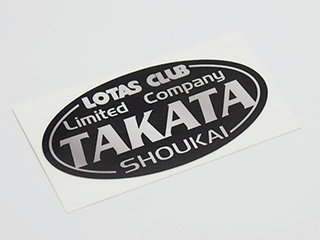 LOTAS CLUB
Limited Company
TAKATA
SHOUKAI